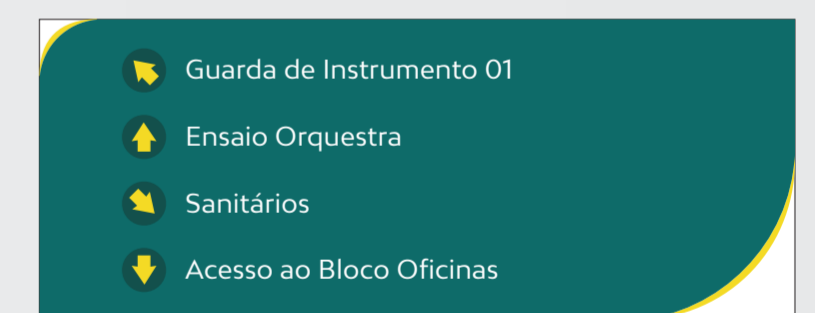 Guarda de Instrumento 01
Ensaio Orquestra
Sanitários
Acesso ao Bloco Oficinas